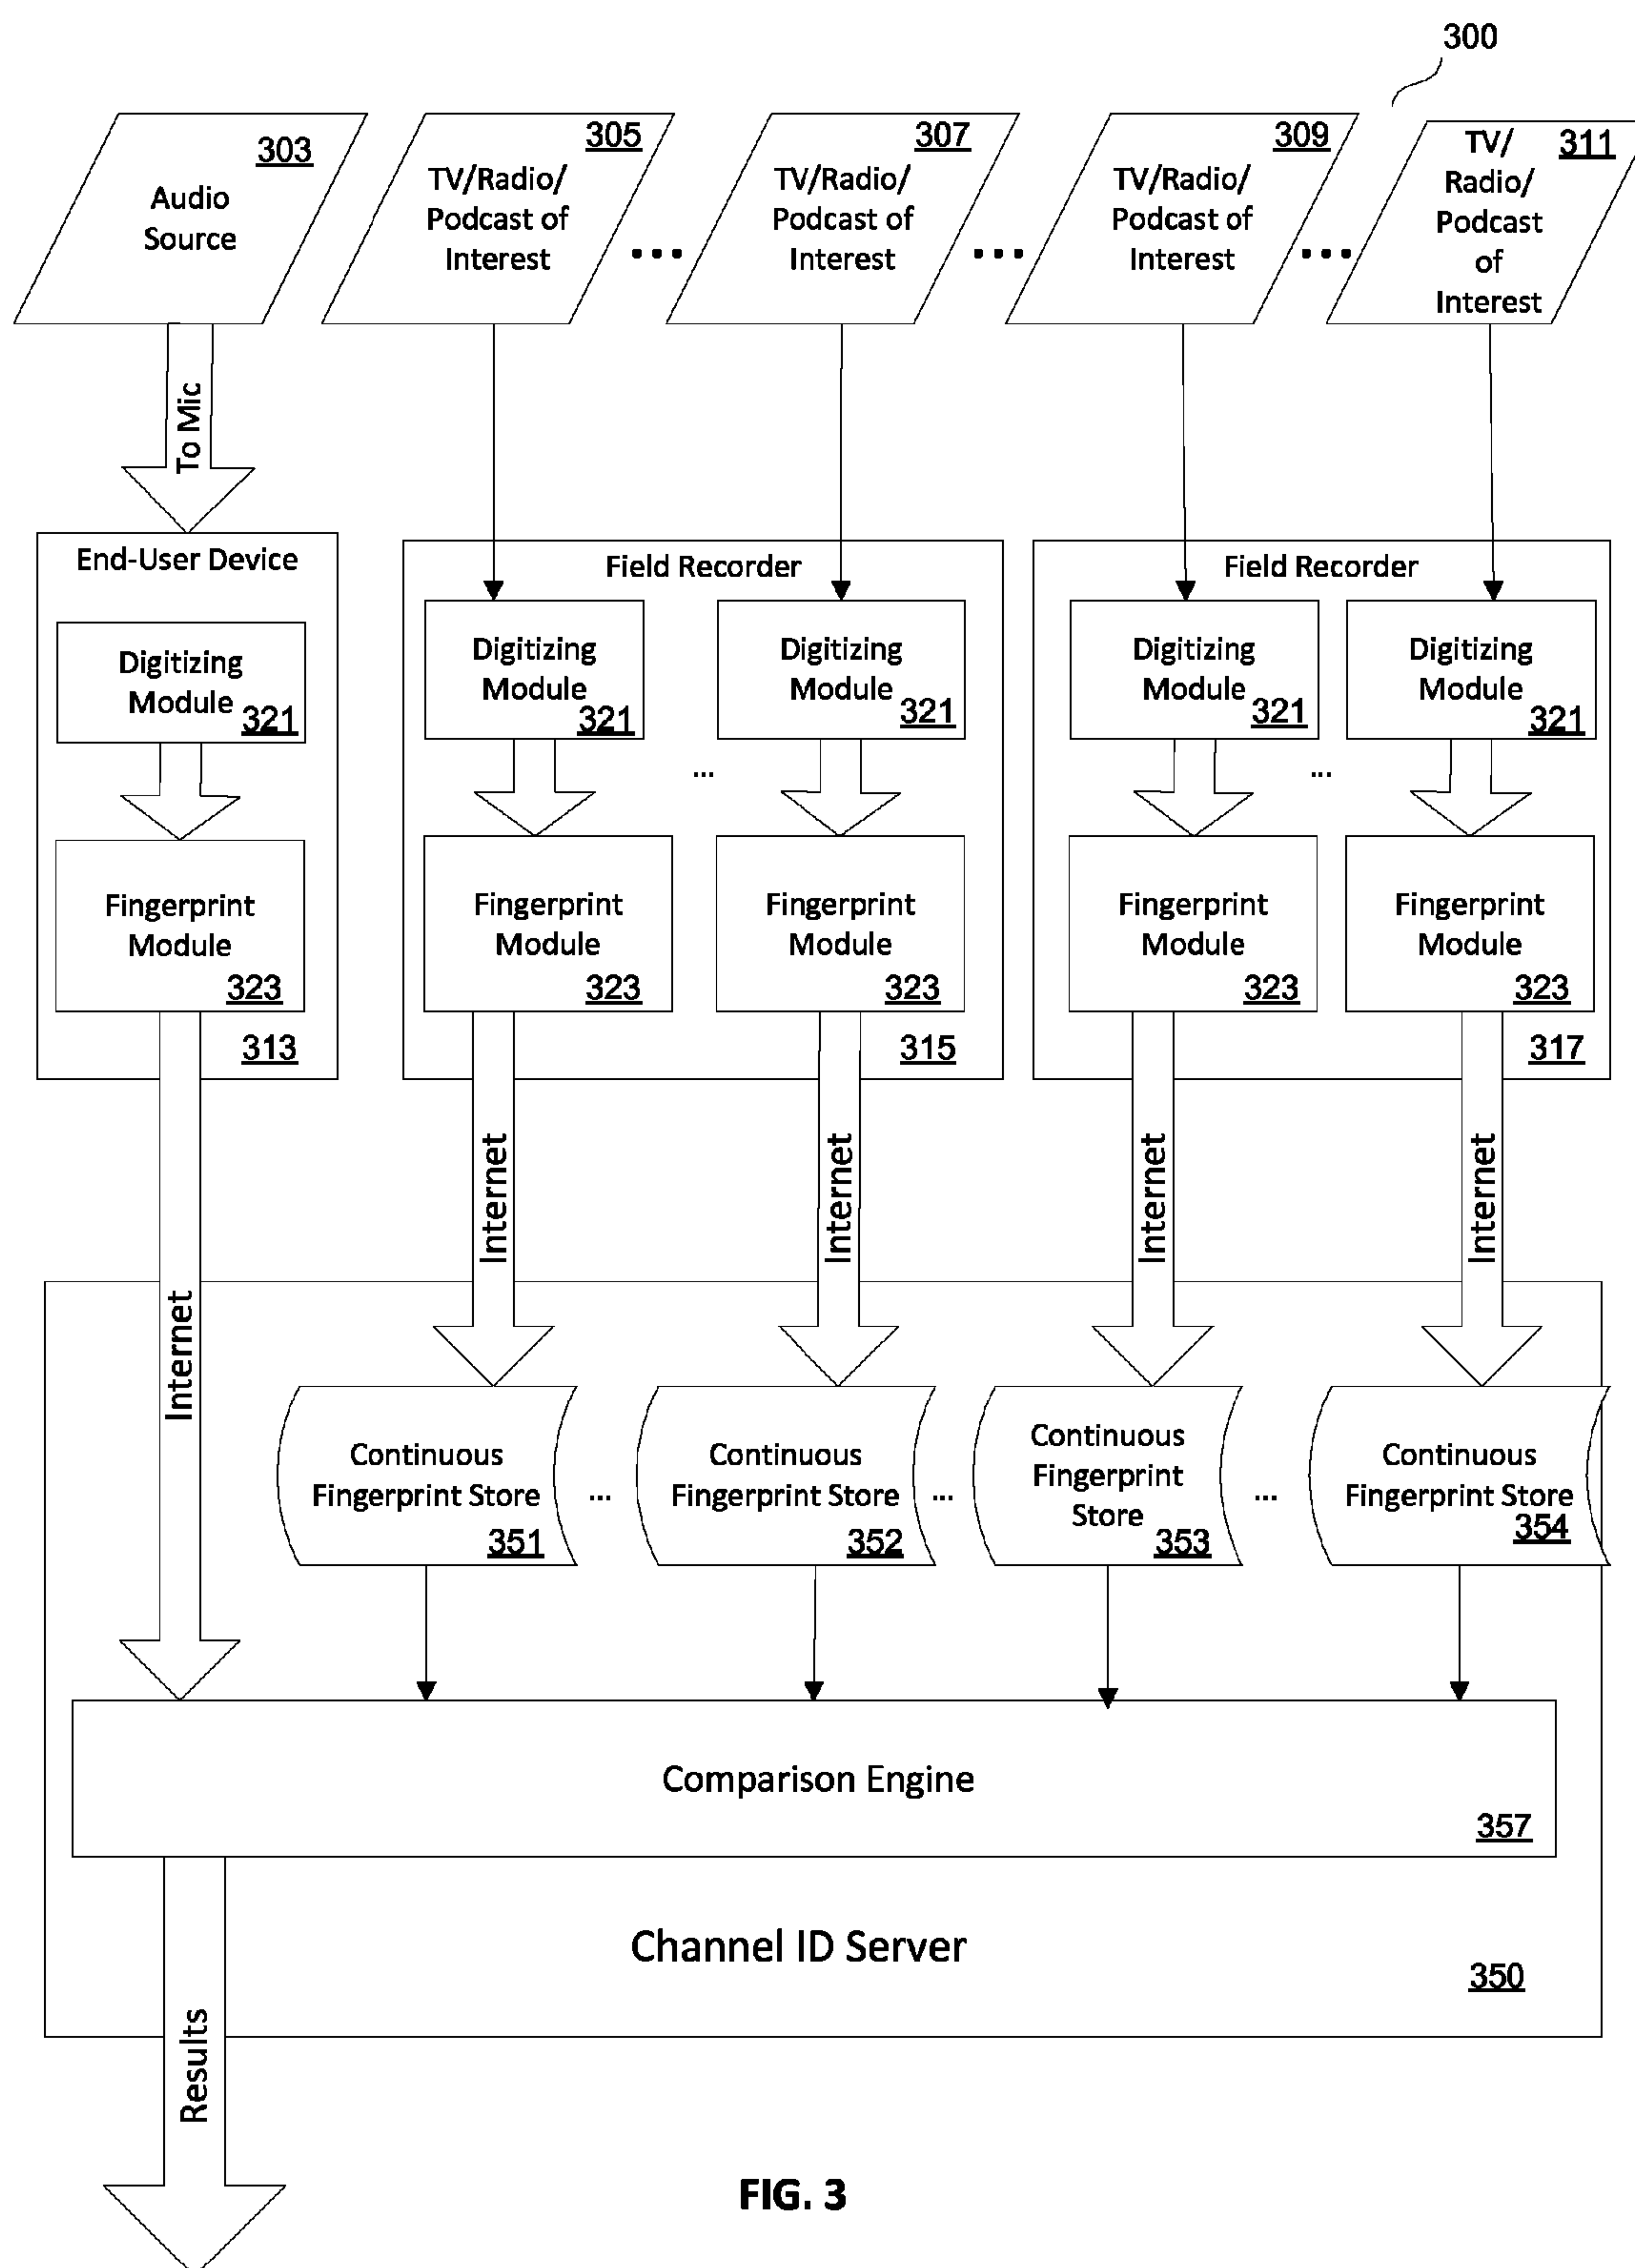 300
303
Audio
Source
305
TV/Radio/
Podcast of
Interest
...
307
TV/Radio/
Podcast of
Interest
...
309
TV/Radio/
Podcast of
Interest
...
TV/ 311
Radio/
Podcast
of
Interest
To Mic
End-User Device
Digitizing
Module 321
Fingerprint
Module
323
313
Field Recorder
Digitizing
Module
321
...
Digitizing
Module
321
Fingerprint
Module
323
Fingerprint
Module
323
315
Field Recorder
Digitizing
Module
321
...
Digitizing
Module
321
Fingerprint
Module
323
Fingerprint
Module
323
317
Internet
Internet
Internet
Internet
Internet
Continuous
Fingerprint Store
351
...
Continuous
Fingerprint Store
352
...
Continuous
Fingerprint
Store
353
...
Continuous
Fingerprint Store
354
Comparison Engine
357
Channel ID Server
350
Results
FIG. 3